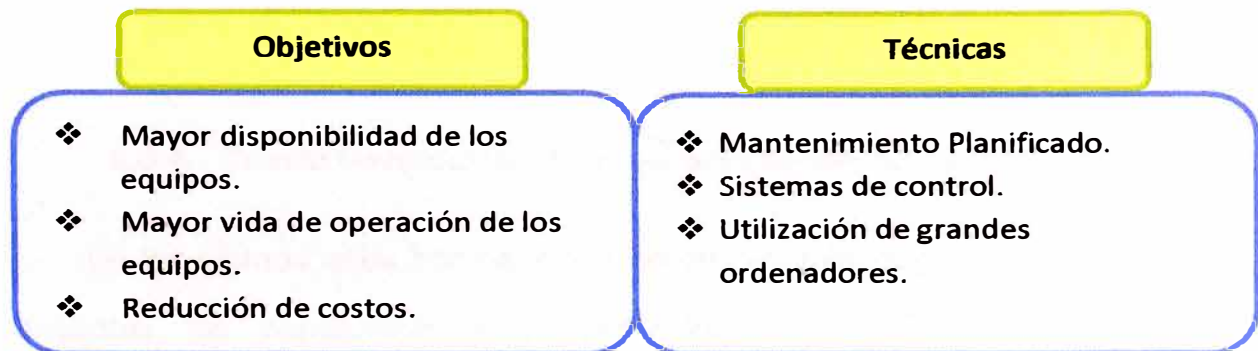 Objetivos
❖ Mayor disponibilidad de los
equipos.
❖ Mayor vida de operación de los
equipos.
❖ Reducción de costos.
Técnicas
❖ Mantenimiento Planificado.
❖ Sistemas de control.
❖ Utilización de grandes
ordenadores.